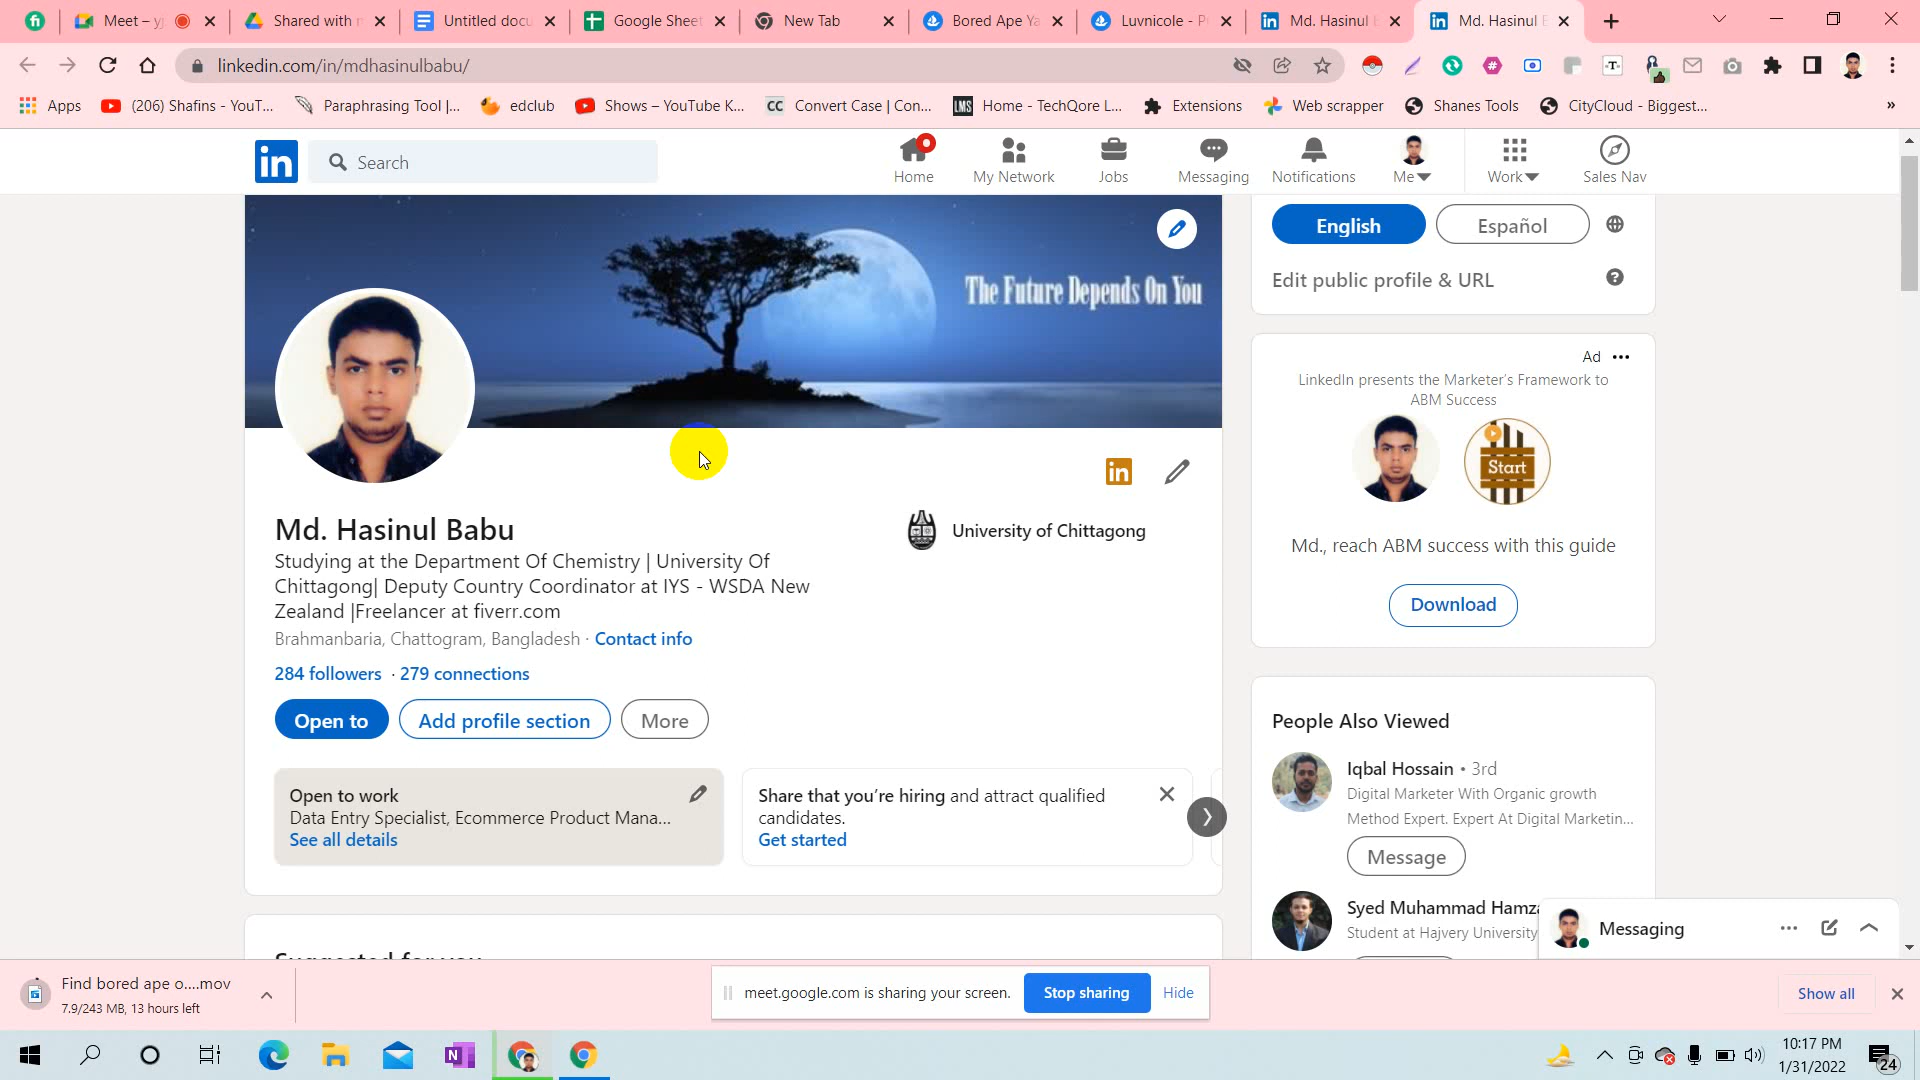 Meet – yj
Shared with m
Untitled docu
Google Sheet
New Tab
Bored Ape Ya
Luvnicole - P
Md. Hasinul B
Md. Hasinul B
linkedin.com/in/mdhasinulbabu/
Apps
(206) Shafins - YouT...
Paraphrasing Tool |...
edclub
Shows – YouTube K...
CC Convert Case | Con...
LMS Home - TechQore L...
Extensions
Web scrapper
Shanes Tools
CityCloud - Biggest...
»
in
Search
Home
My Network
Jobs
Messaging
Notifications
Me
Work
Sales Nav
The Future Depends On You
English
Español
Edit public profile & URL
Ad
LinkedIn presents the Marketer's Framework to
ABM Success
Start
Md., reach ABM success with this guide
Download
in
Md. Hasinul Babu
University of Chittagong
Studying at the Department Of Chemistry | University Of
Chittagong| Deputy Country Coordinator at IYS - WSDA New
Zealand |Freelancer at fiverr.com
Brahmanbaria, Chattogram, Bangladesh · Contact info
284 followers · 279 connections
Open to
Add profile section
More
Open to work
Data Entry Specialist, Ecommerce Product Mana...
See all details
Share that you're hiring and attract qualified
candidates.
Get started
People Also Viewed
Iqbal Hossain • 3rd
Digital Marketer With Organic growth
Method Expert. Expert At Digital Marketin...
Message
Syed Muhammad Hamza
Student at Hajvery University
Messaging
Find bored ape o....mov
7.9/243 MB, 13 hours left
meet.google.com is sharing your screen.
Stop sharing
Hide
Show all
10:17 PM
1/31/2022
24